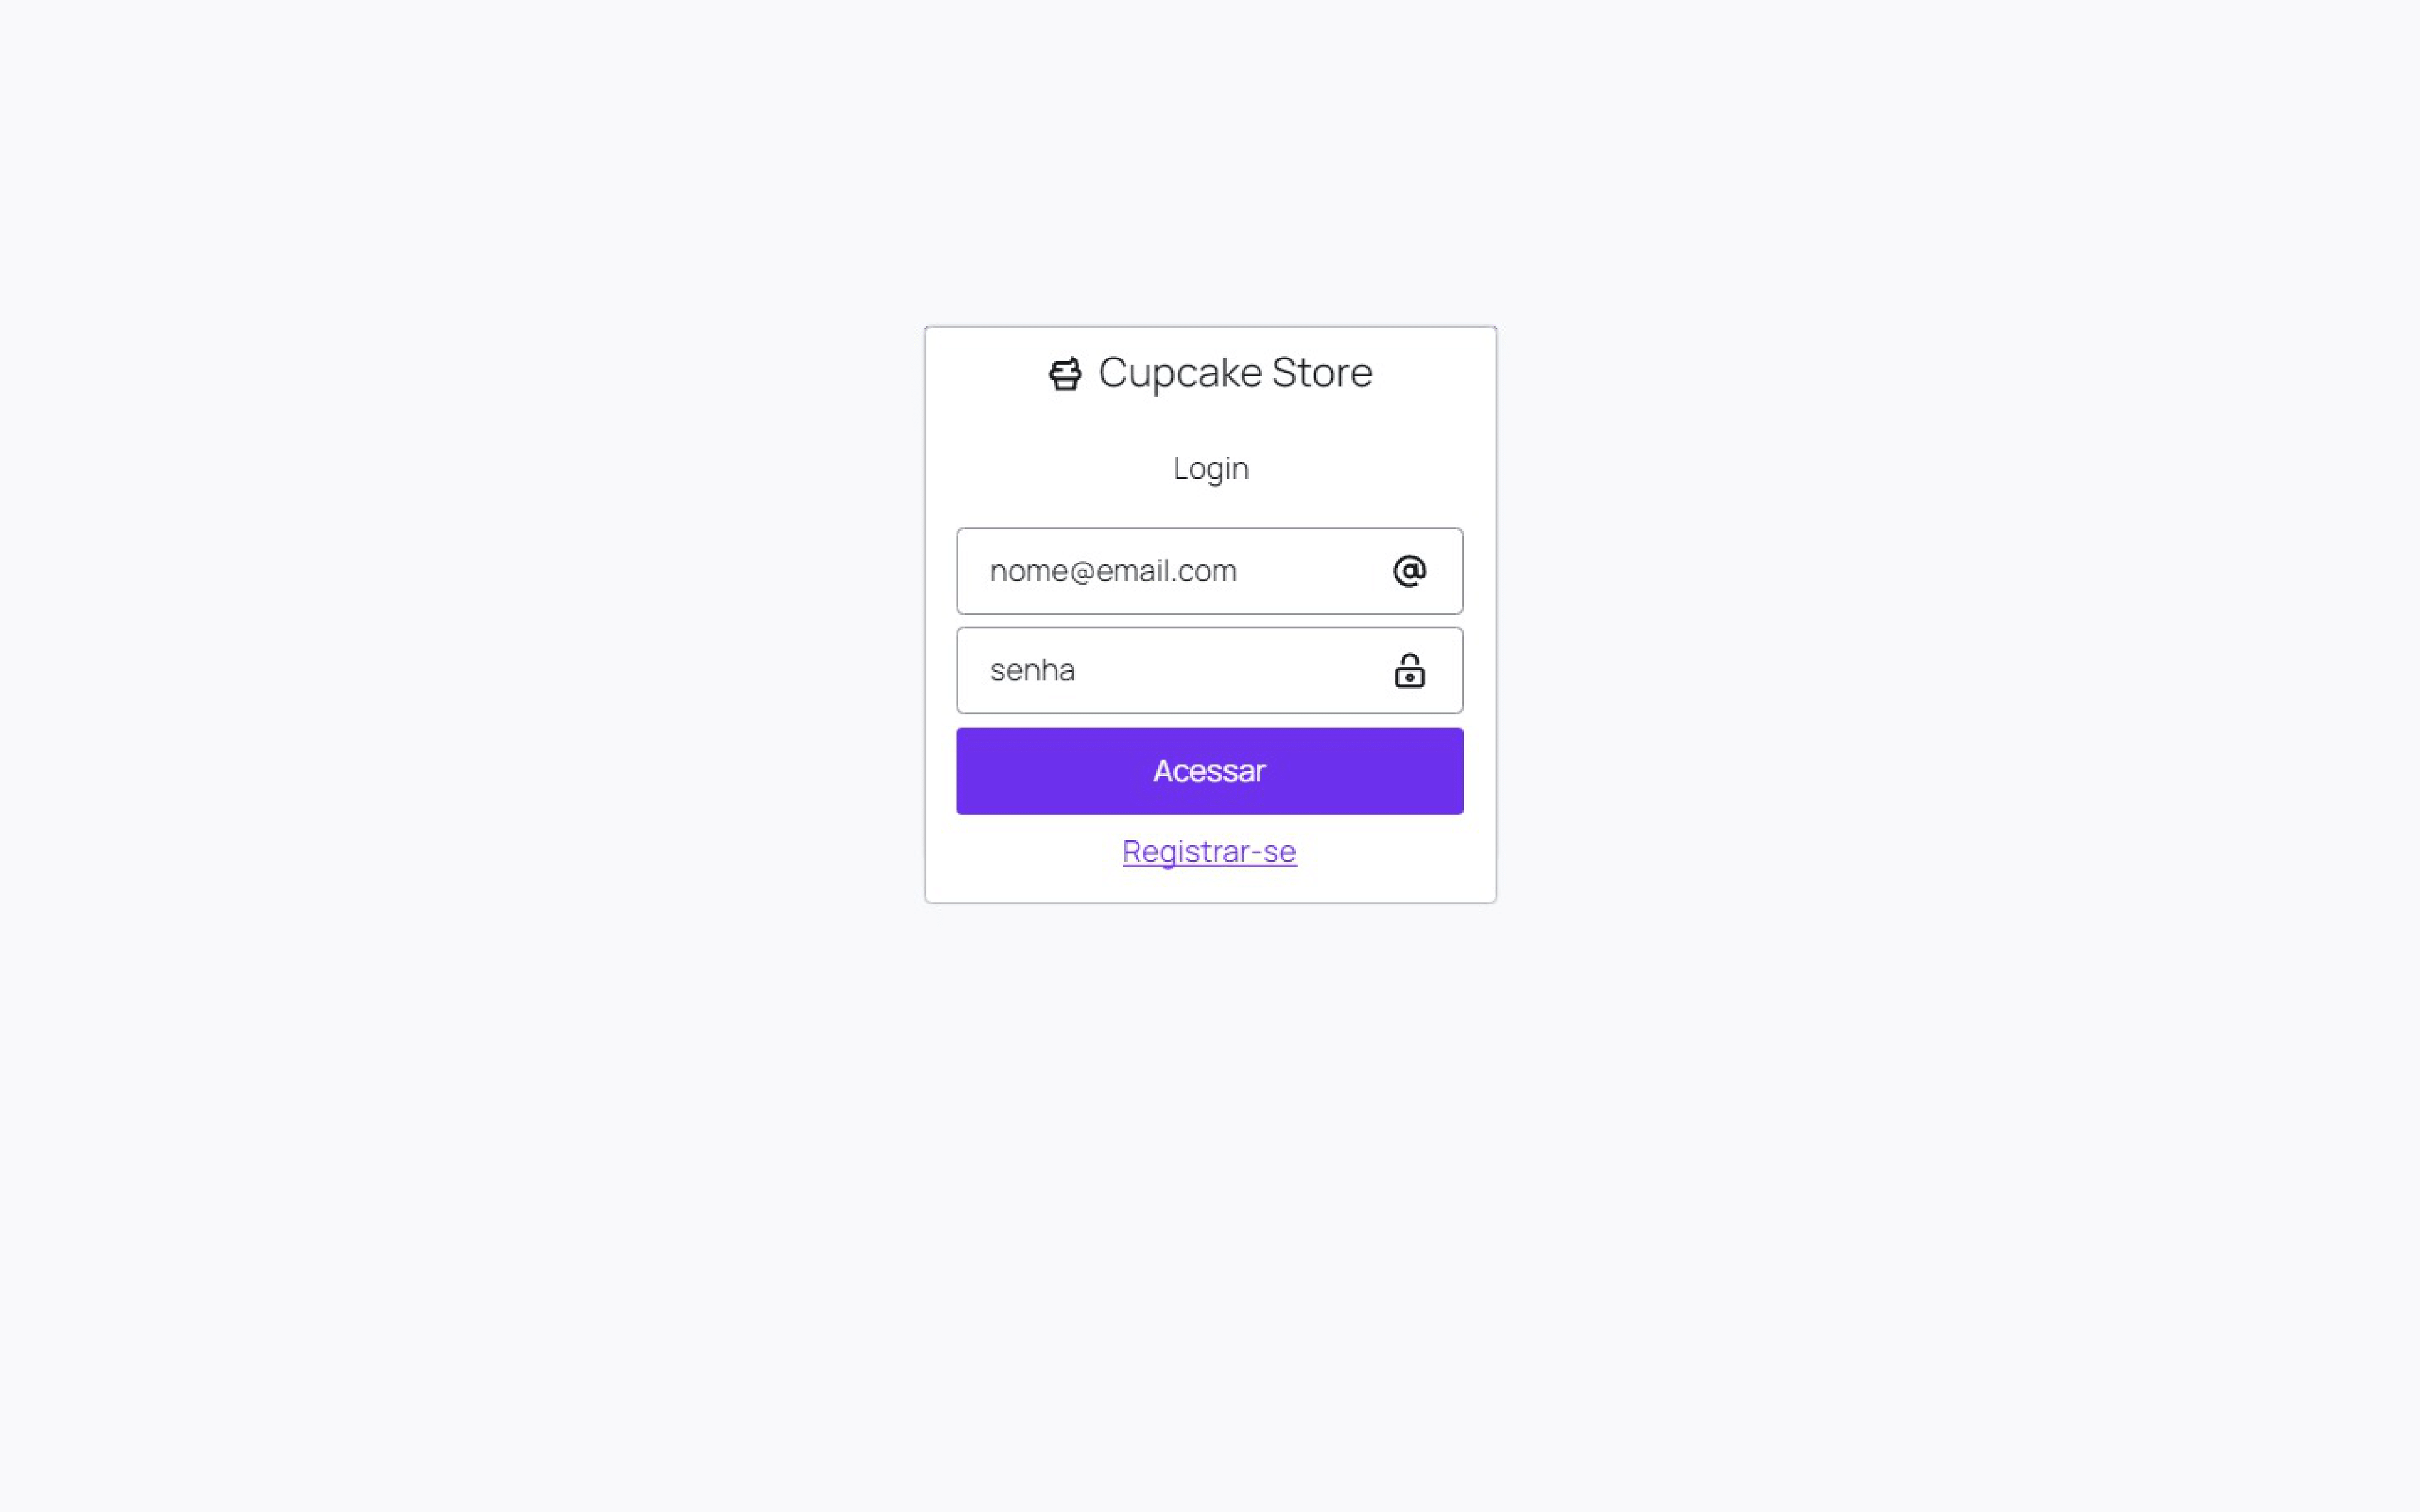 Cupcake Store
Login
nome@email.com
senha
Acessar
Registrar-se